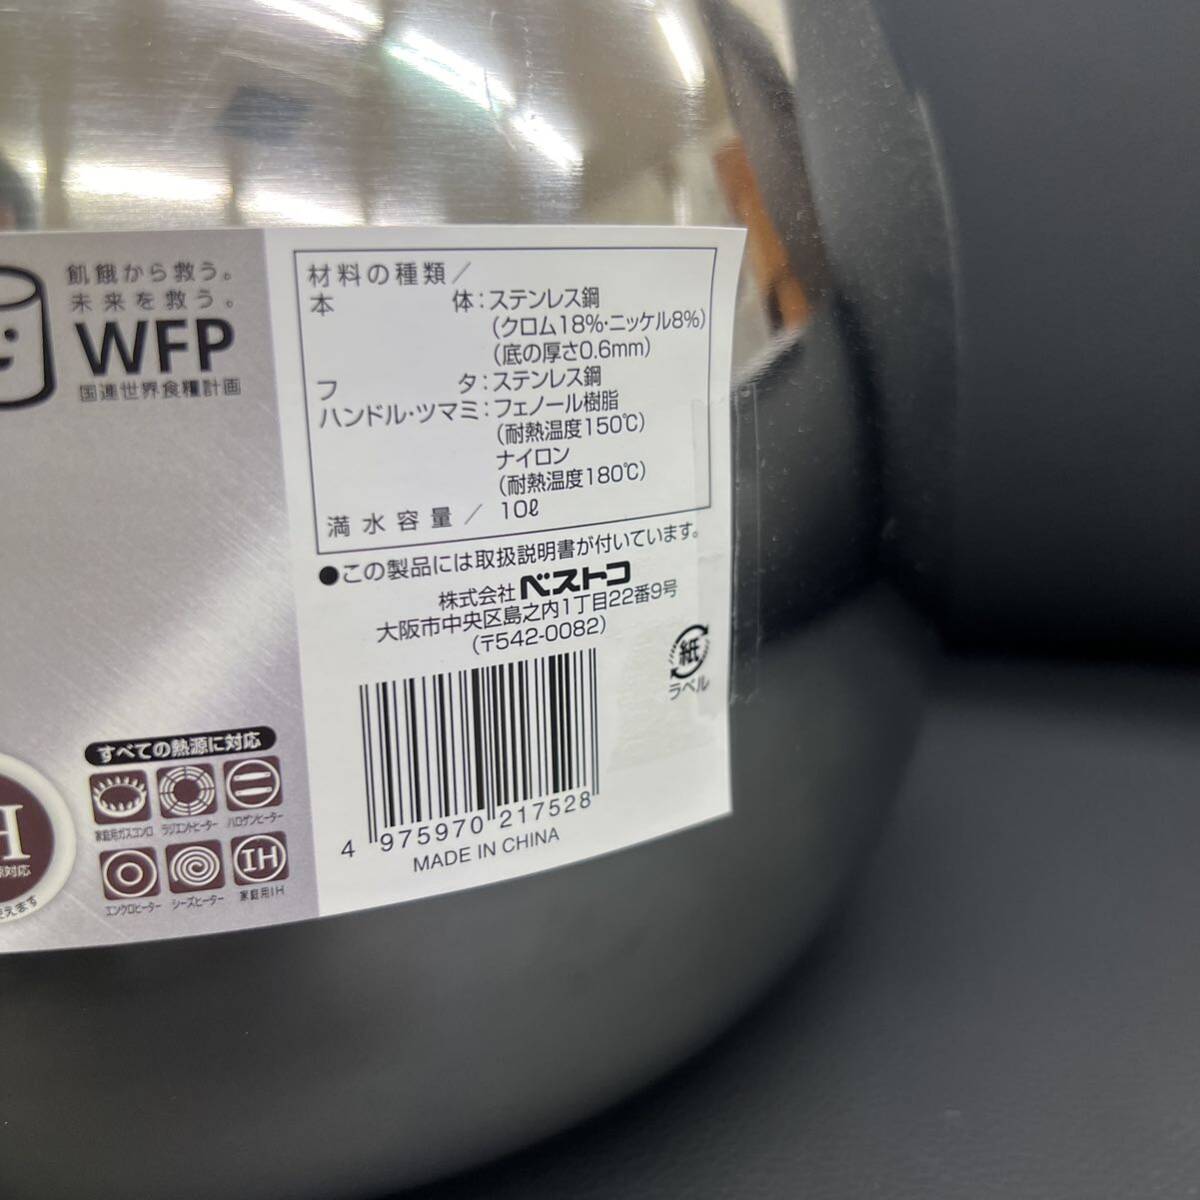 飢餓から救う。
未来を救う。
WFP
国連世界食糧計画
材料の種類／
本体：ステンレス鋼
（クロム18%・ニッケル8%）
（底の厚さ0.6mm）
フタ：ステンレス鋼
ハンドル・ツマミ：フェノール樹脂
（耐熱温度150℃）
ナイロン
（耐熱温度180℃）
満水容量／10ℓ
●この製品には取扱説明書が付いています。
株式会社ベストコ
大阪市中央区島之内1丁目22番9号
（〒542-0082）
紙
ラベル
4 975970 217528
MADE IN CHINA
すべての熱源に対応
家庭用ガスコンロ
ラジエントヒーター
ハロゲンヒーター
エンクロヒーター
シーズヒーター
IH
家庭用IH
H
対応
使えます